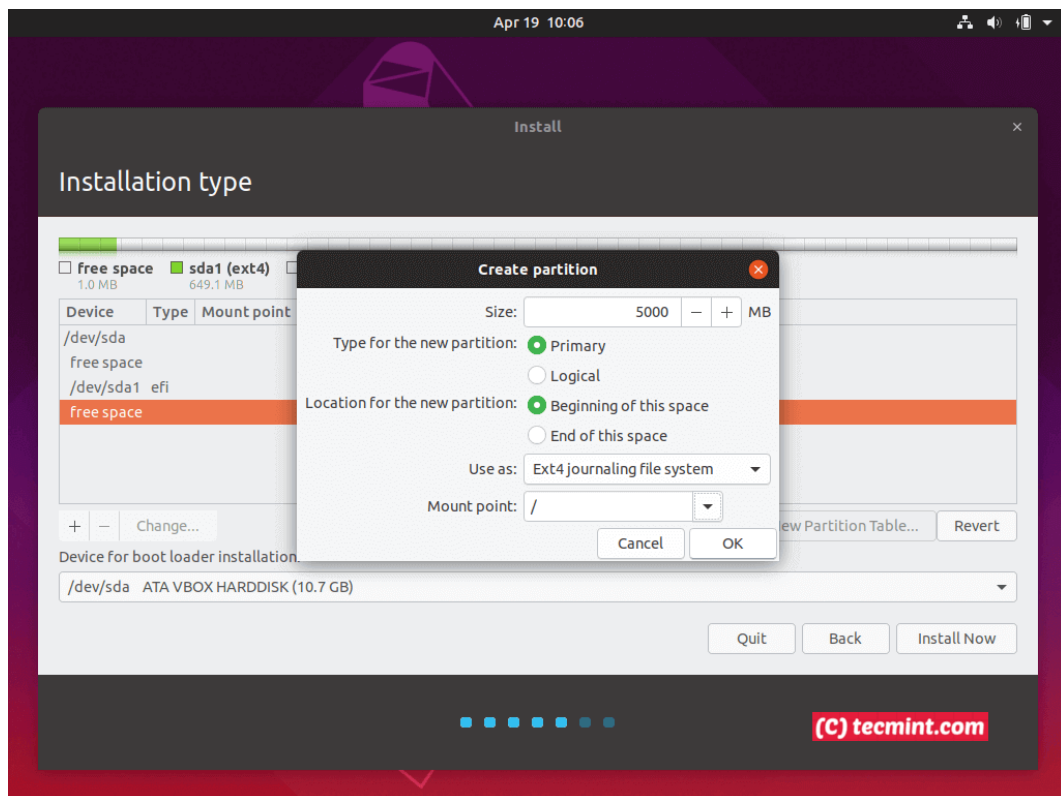 Apr 19 10:06
Install
Installation type
free space sda1 (ext4)
1.0 MB 649.1 MB
Device Type Mount point
/dev/sda
free space
/dev/sda1 efi
free space
Create partition
Size: 5000 MB
Type for the new partition: Primary
Logical
Location for the new partition: Beginning of this space
End of this space
Use as: Ext4 journaling file system
Mount point: /
Cancel OK
+ − Change... Partition Table... Revert
Device for boot loader installation
/dev/sda ATA VBOX HARDDISK (10.7 GB)
Quit Back Install Now
(C) tecmint.com